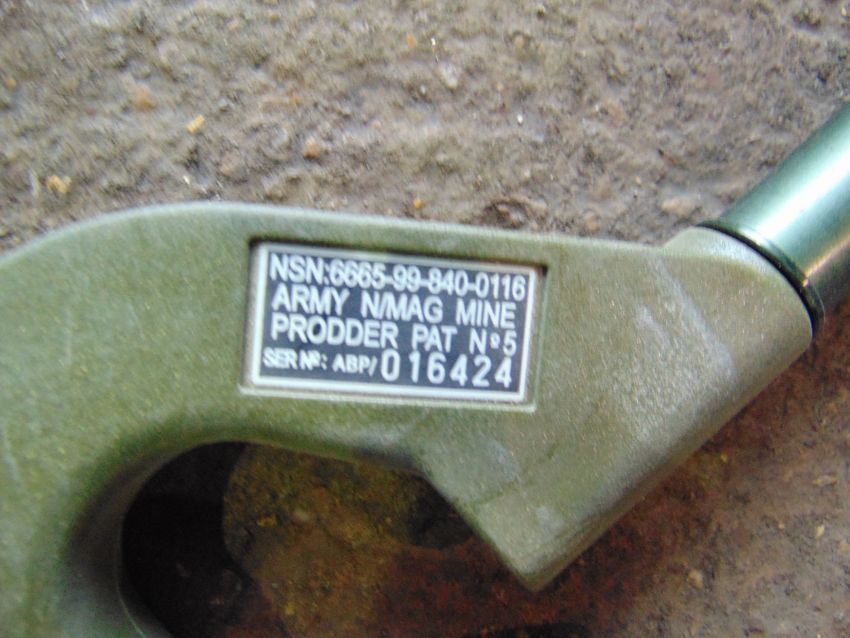 NSN:6665-99-840-0116
ARMY N/MAG MINE
PRODDER PAT Nº5
SER Nº: ABP/016424